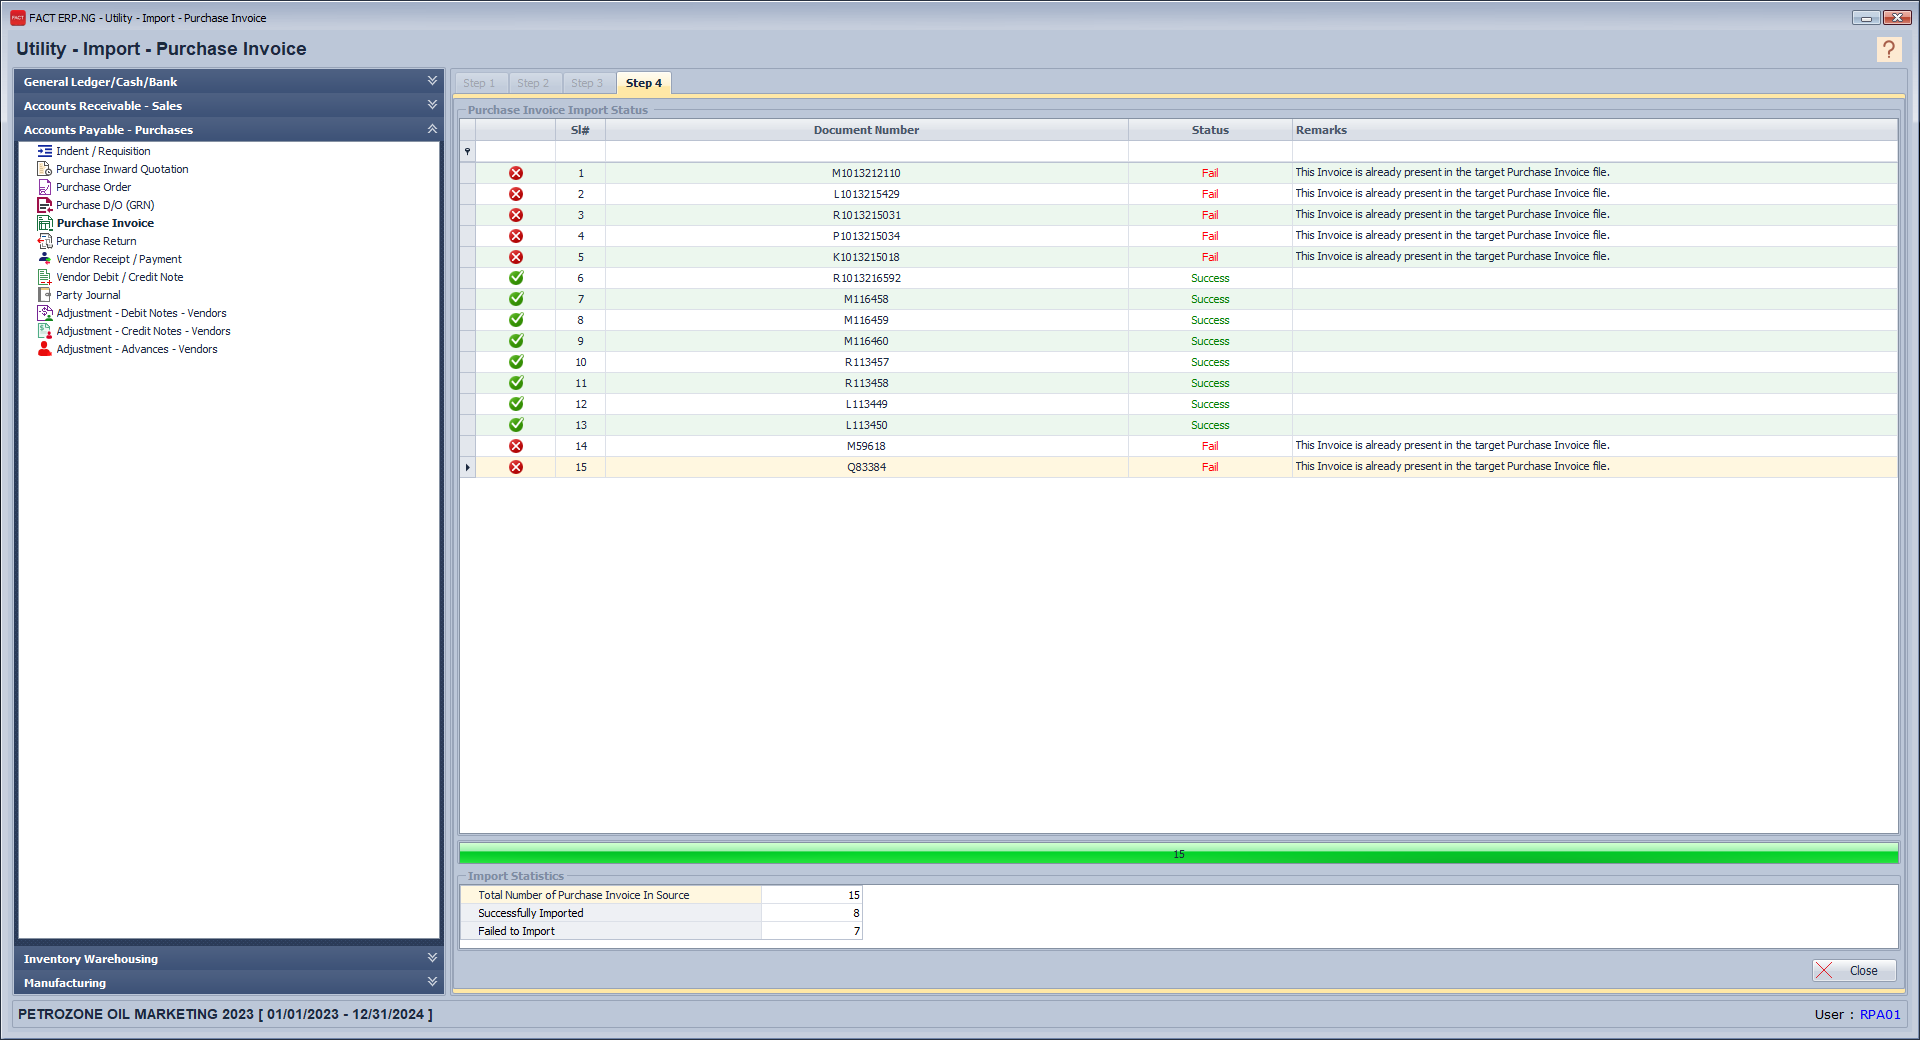 FACT ERP.NG - Utility - Import - Purchase Invoice
Utility - Import - Purchase Invoice
?
General Ledger/Cash/Bank
Accounts Receivable - Sales
Accounts Payable - Purchases
Indent / Requisition
Purchase Inward Quotation
Purchase Order
Purchase D/O (GRN)
Purchase Invoice
Purchase Return
Vendor Receipt / Payment
Vendor Debit / Credit Note
Party Journal
Adjustment - Debit Notes - Vendors
Adjustment - Credit Notes - Vendors
Adjustment - Advances - Vendors
Inventory Warehousing
Manufacturing
Step 1 Step 2 Step 3 Step 4
Purchase Invoice Import Status
Sl# Document Number Status Remarks
1 M1013212110 Fail This Invoice is already present in the target Purchase Invoice file.
2 L1013215429 Fail This Invoice is already present in the target Purchase Invoice file.
3 R1013215031 Fail This Invoice is already present in the target Purchase Invoice file.
4 P1013215034 Fail This Invoice is already present in the target Purchase Invoice file.
5 K1013215018 Fail This Invoice is already present in the target Purchase Invoice file.
6 R1013216592 Success
7 M116458 Success
8 M116459 Success
9 M116460 Success
10 R113457 Success
11 R113458 Success
12 L113449 Success
13 L113450 Success
14 M59618 Fail This Invoice is already present in the target Purchase Invoice file.
15 Q83384 Fail This Invoice is already present in the target Purchase Invoice file.
15
Import Statistics
Total Number of Purchase Invoice In Source 15
Successfully Imported 8
Failed to Import 7
Close
PETROZONE OIL MARKETING 2023 [ 01/01/2023 - 12/31/2024 ]
User : RPA01